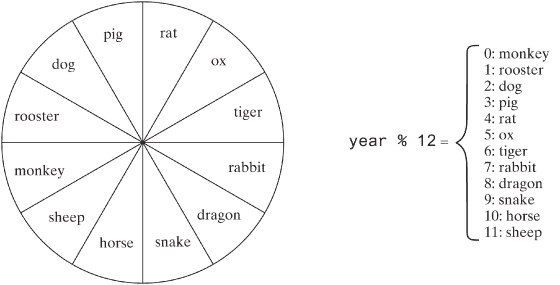 pig
rat
dog
ox
rooster
tiger
monkey
rabbit
sheep
dragon
horse
snake
year % 12 =
0: monkey
1: rooster
2: dog
3: pig
4: rat
5: ox
6: tiger
7: rabbit
8: dragon
9: snake
10: horse
11: sheep